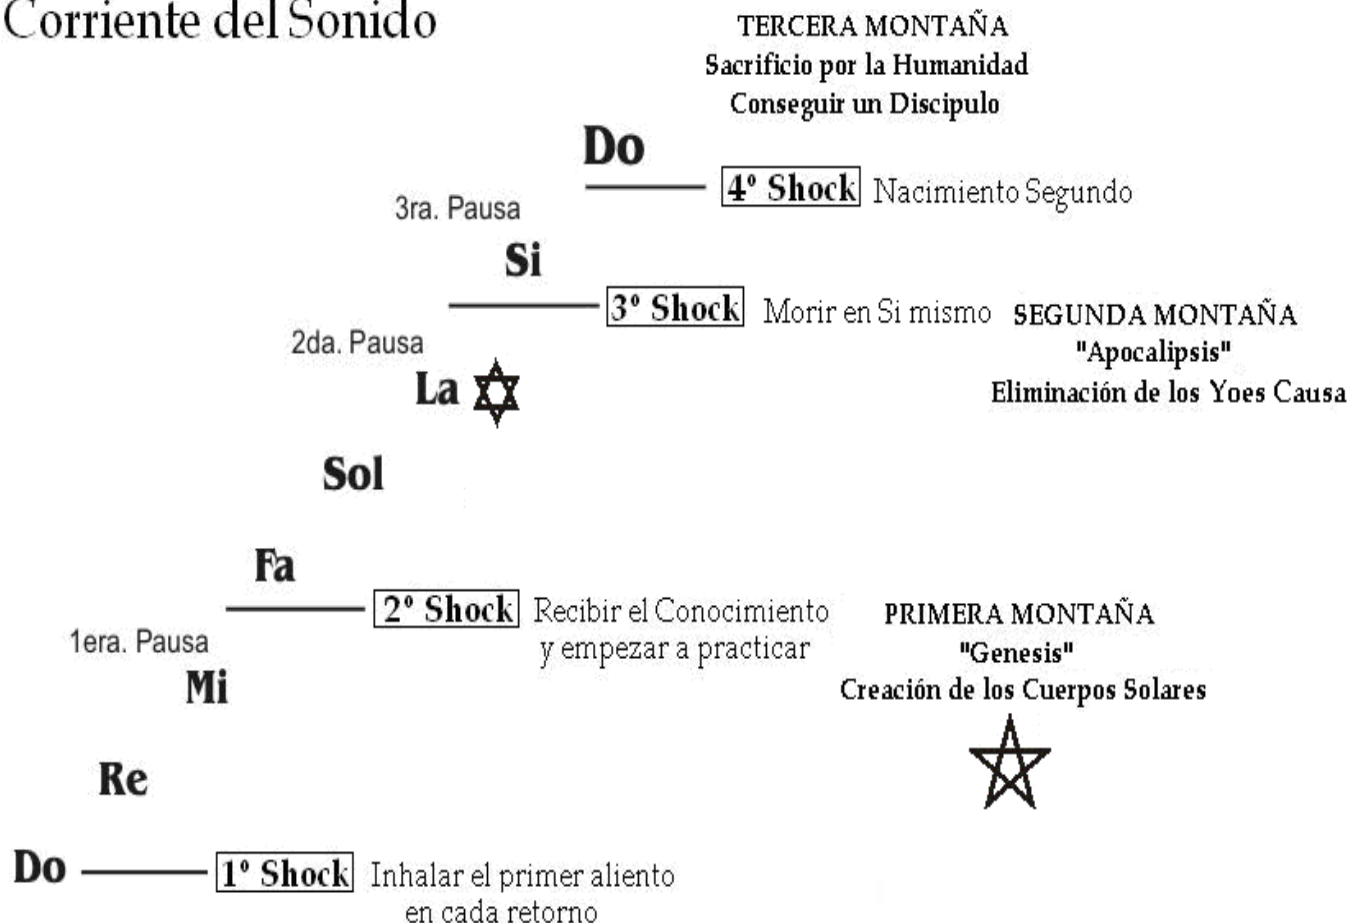 Corriente del Sonido
TERCERA MONTAÑA
Sacrificio por la Humanidad
Conseguir un Discipulo
Do
4º Shock Nacimiento Segundo
3ra. Pausa
Si
3º Shock Morir en Si mismo
SEGUNDA MONTAÑA
"Apocalipsis"
Eliminación de los Yoes Causa
2da. Pausa
La
Sol
Fa
2º Shock Recibir el Conocimiento
y empezar a practicar
PRIMERA MONTAÑA
"Genesis"
Creación de los Cuerpos Solares
1era. Pausa
Mi
Re
Do
1º Shock Inhalar el primer aliento
en cada retorno